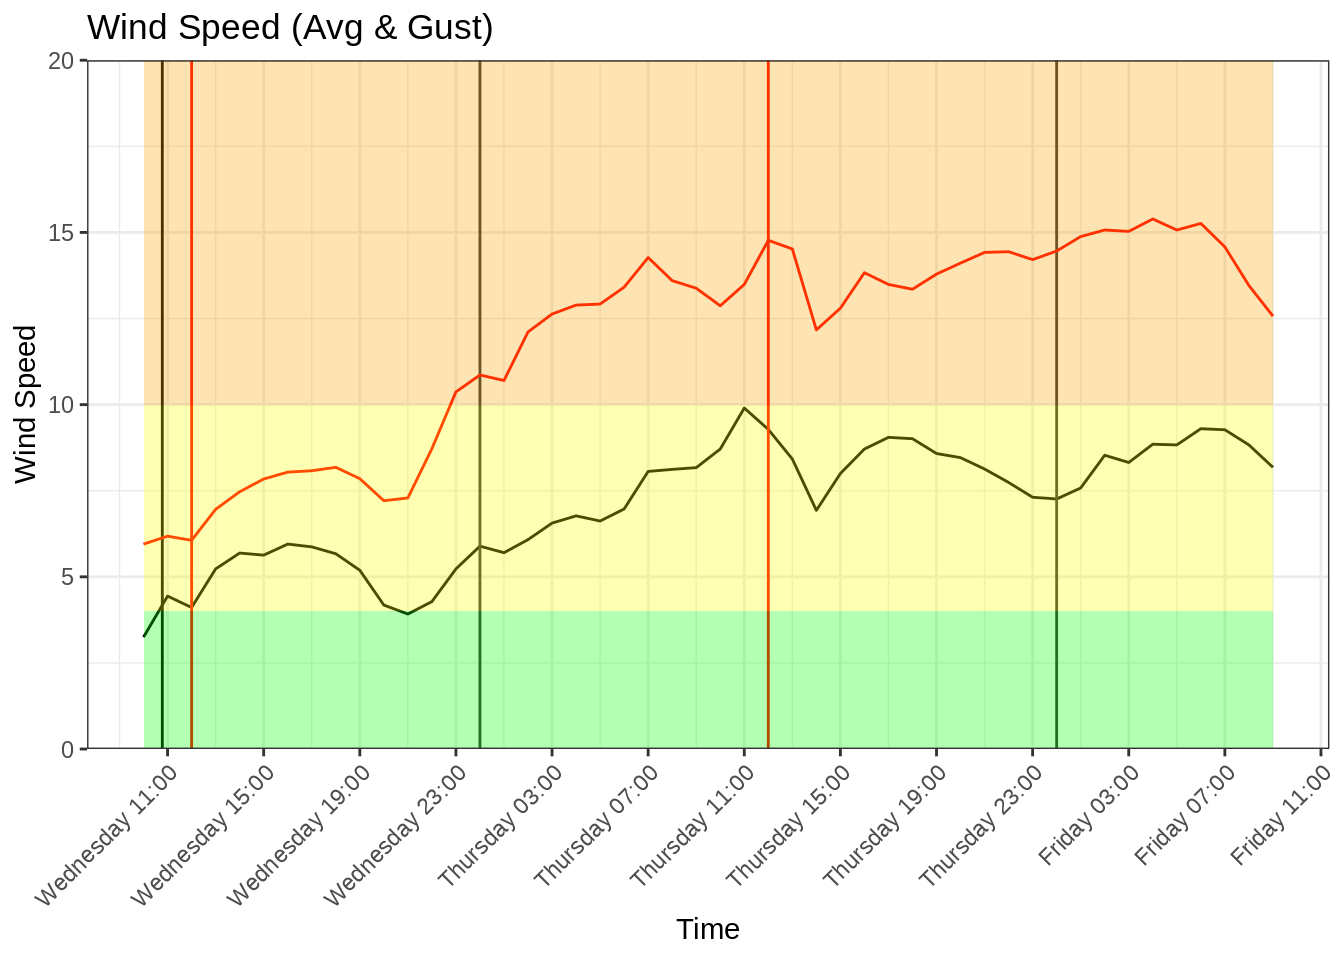 Wind Speed (Avg & Gust)
20
15
10
5
0
Wind Speed
Wednesday 11:00
Wednesday 15:00
Wednesday 19:00
Wednesday 23:00
Thursday 03:00
Thursday 07:00
Thursday 11:00
Thursday 15:00
Thursday 19:00
Thursday 23:00
Friday 03:00
Friday 07:00
Friday 11:00
Time